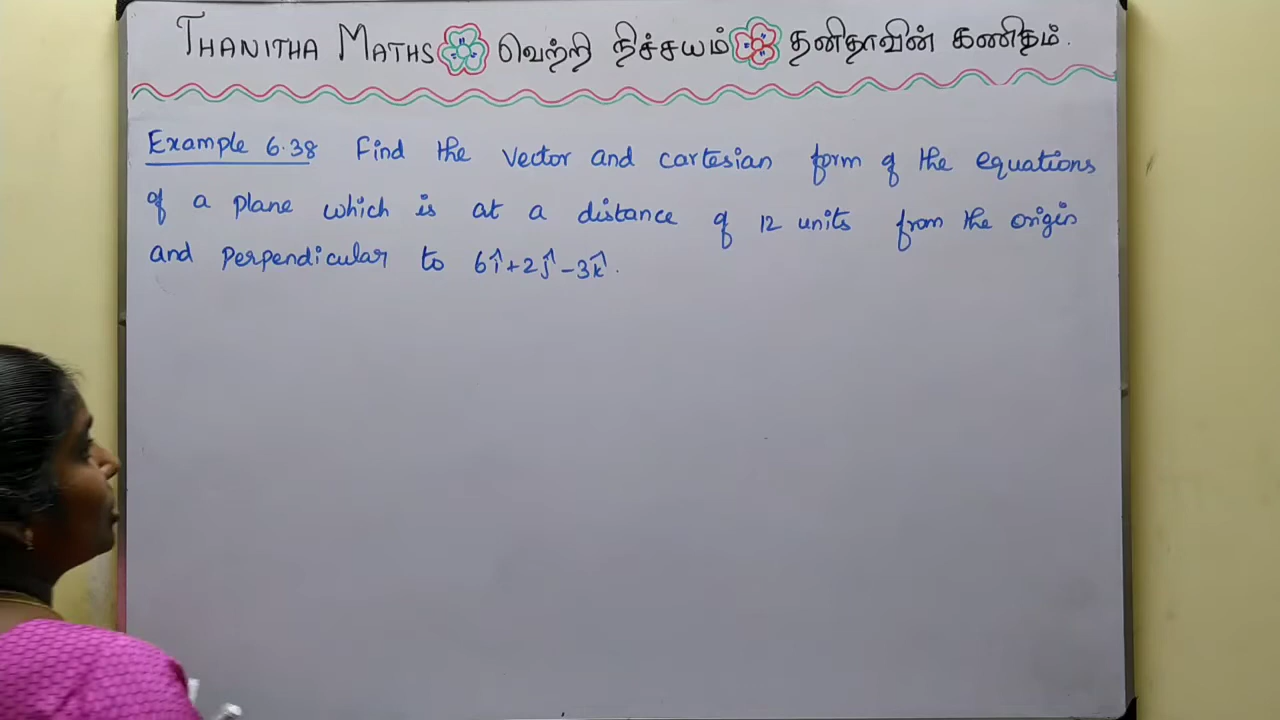 THANITHA MATHS வெற்றி நிச்சயம் தனிதாவின் கணிதம்.
Example 6.38 Find the vector and cartesian form of the equations
of a plane which is at a distance of 12 units from the origin
and perpendicular to 6î+2ĵ-3k̂.